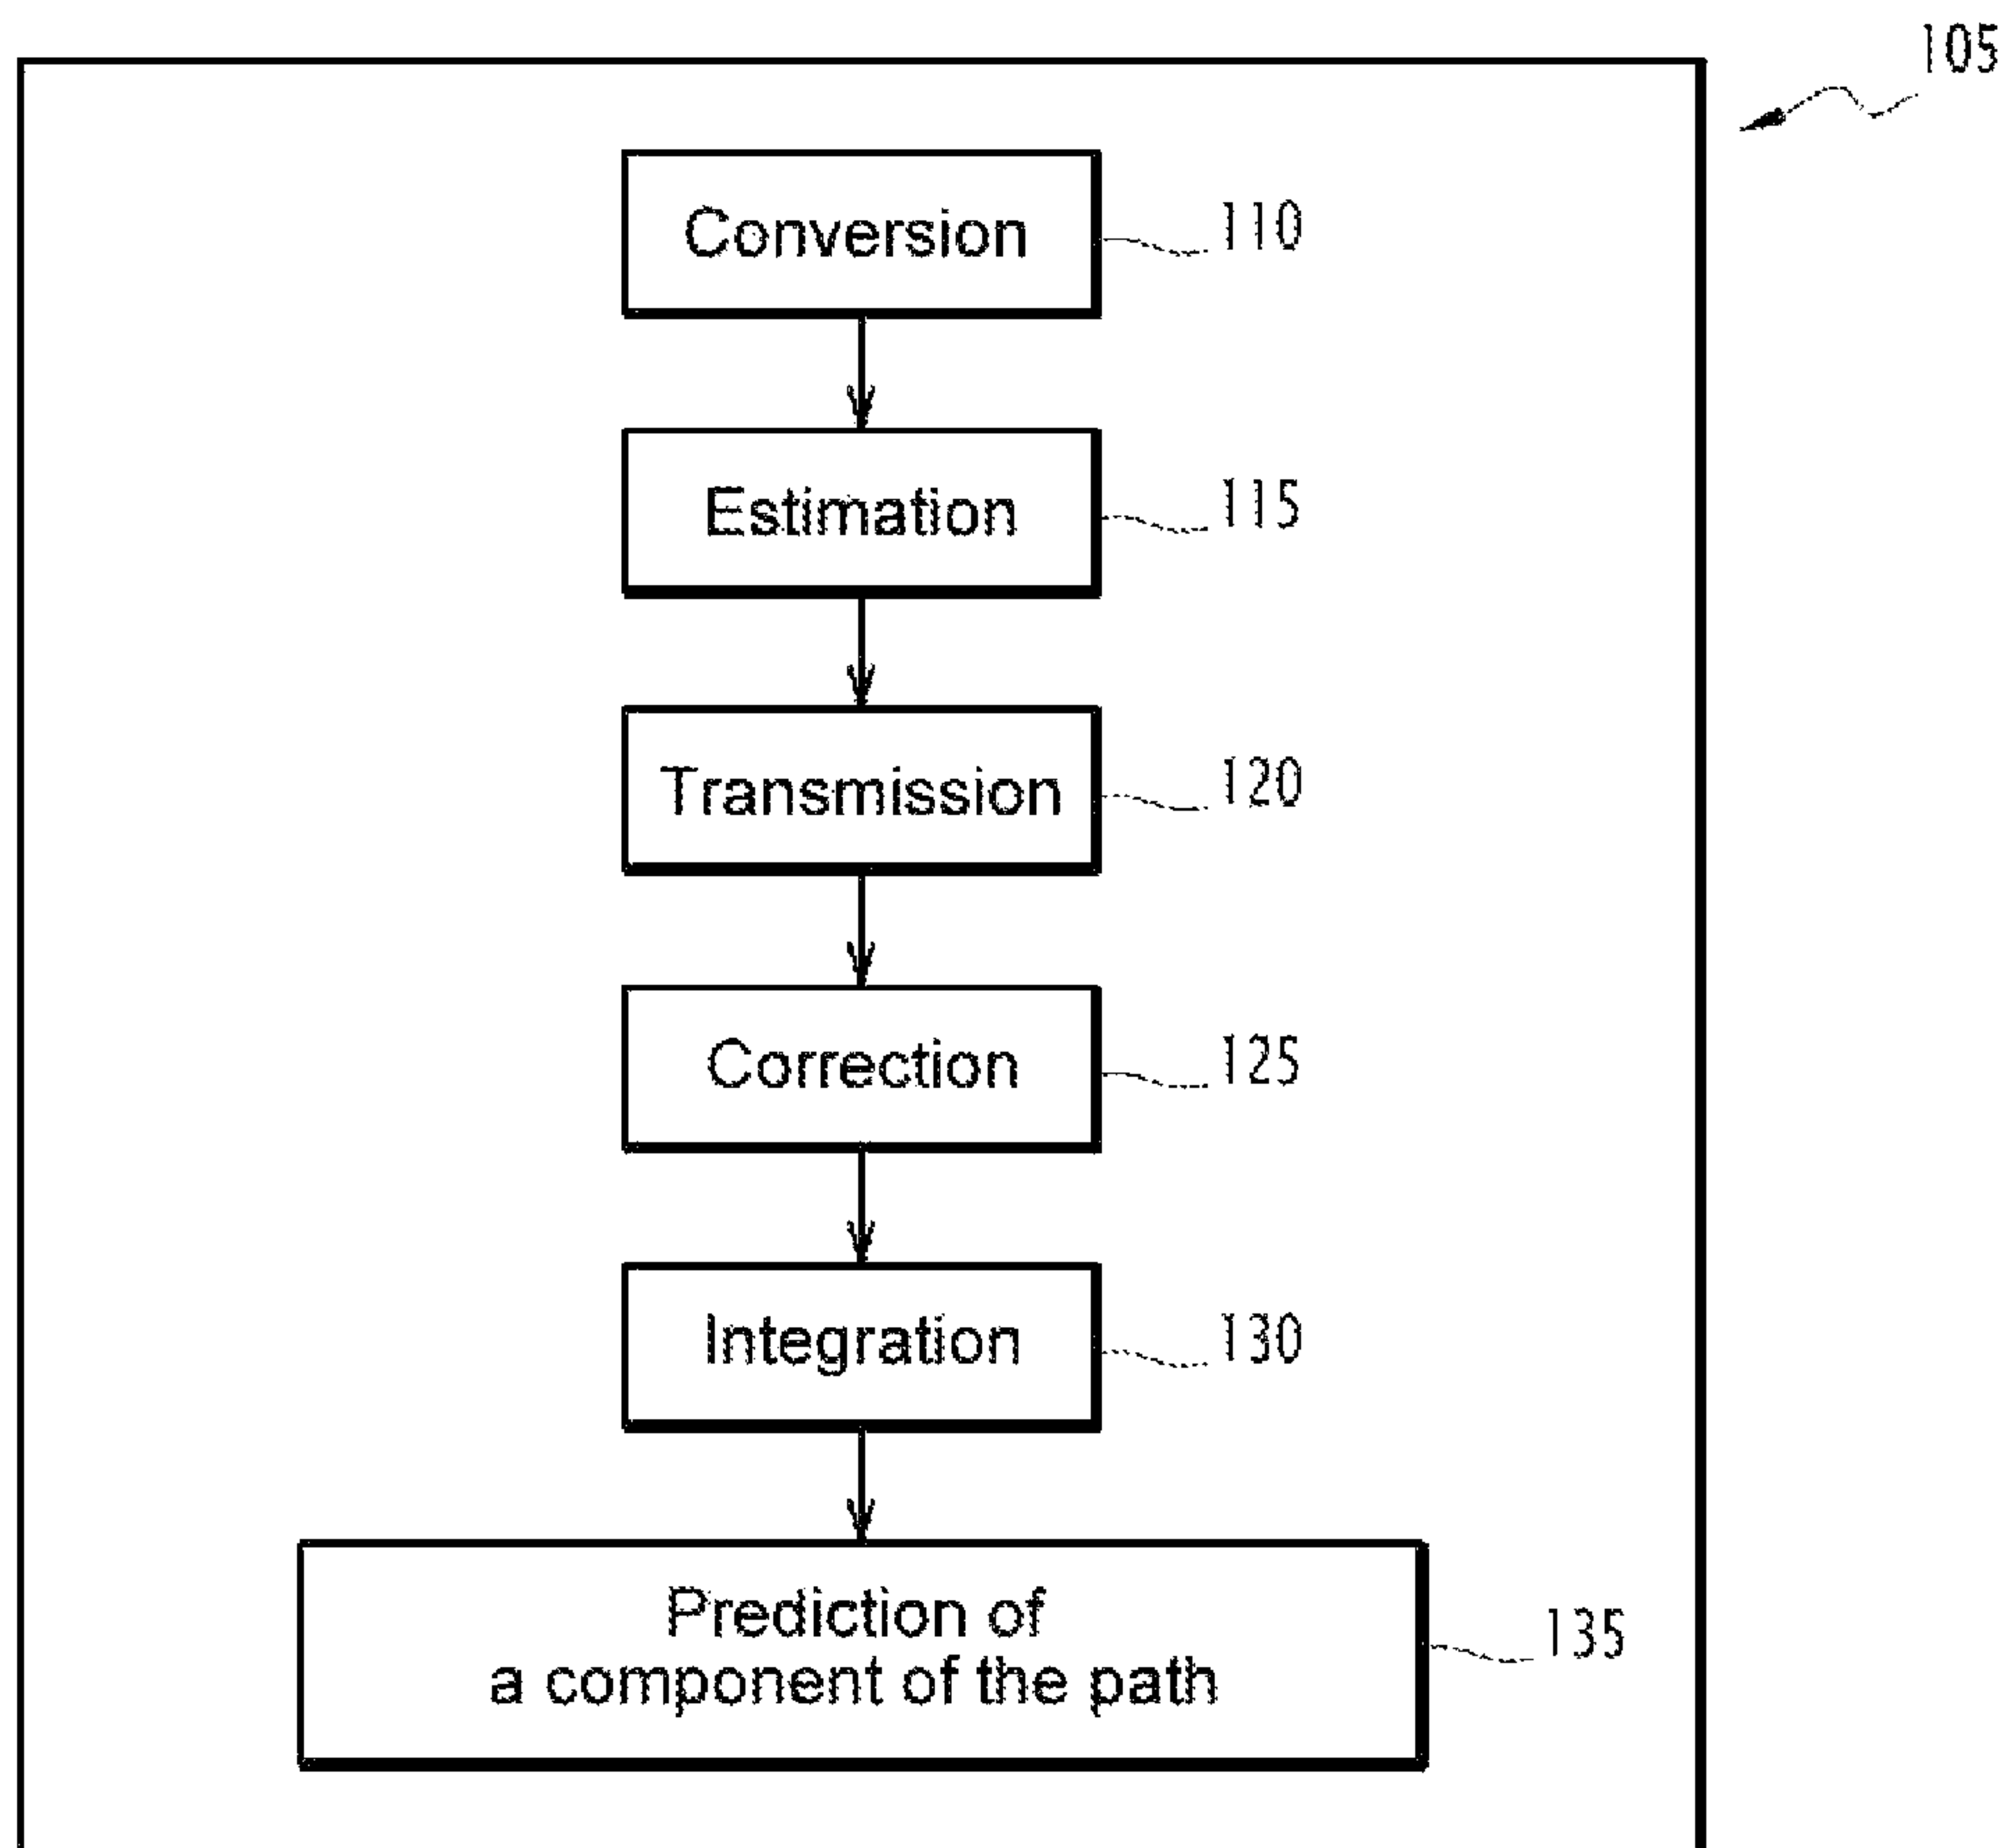 105
Conversion
110
Estimation
115
Transmission
120
Correction
125
Integration
130
Prediction of
a component of the path
135